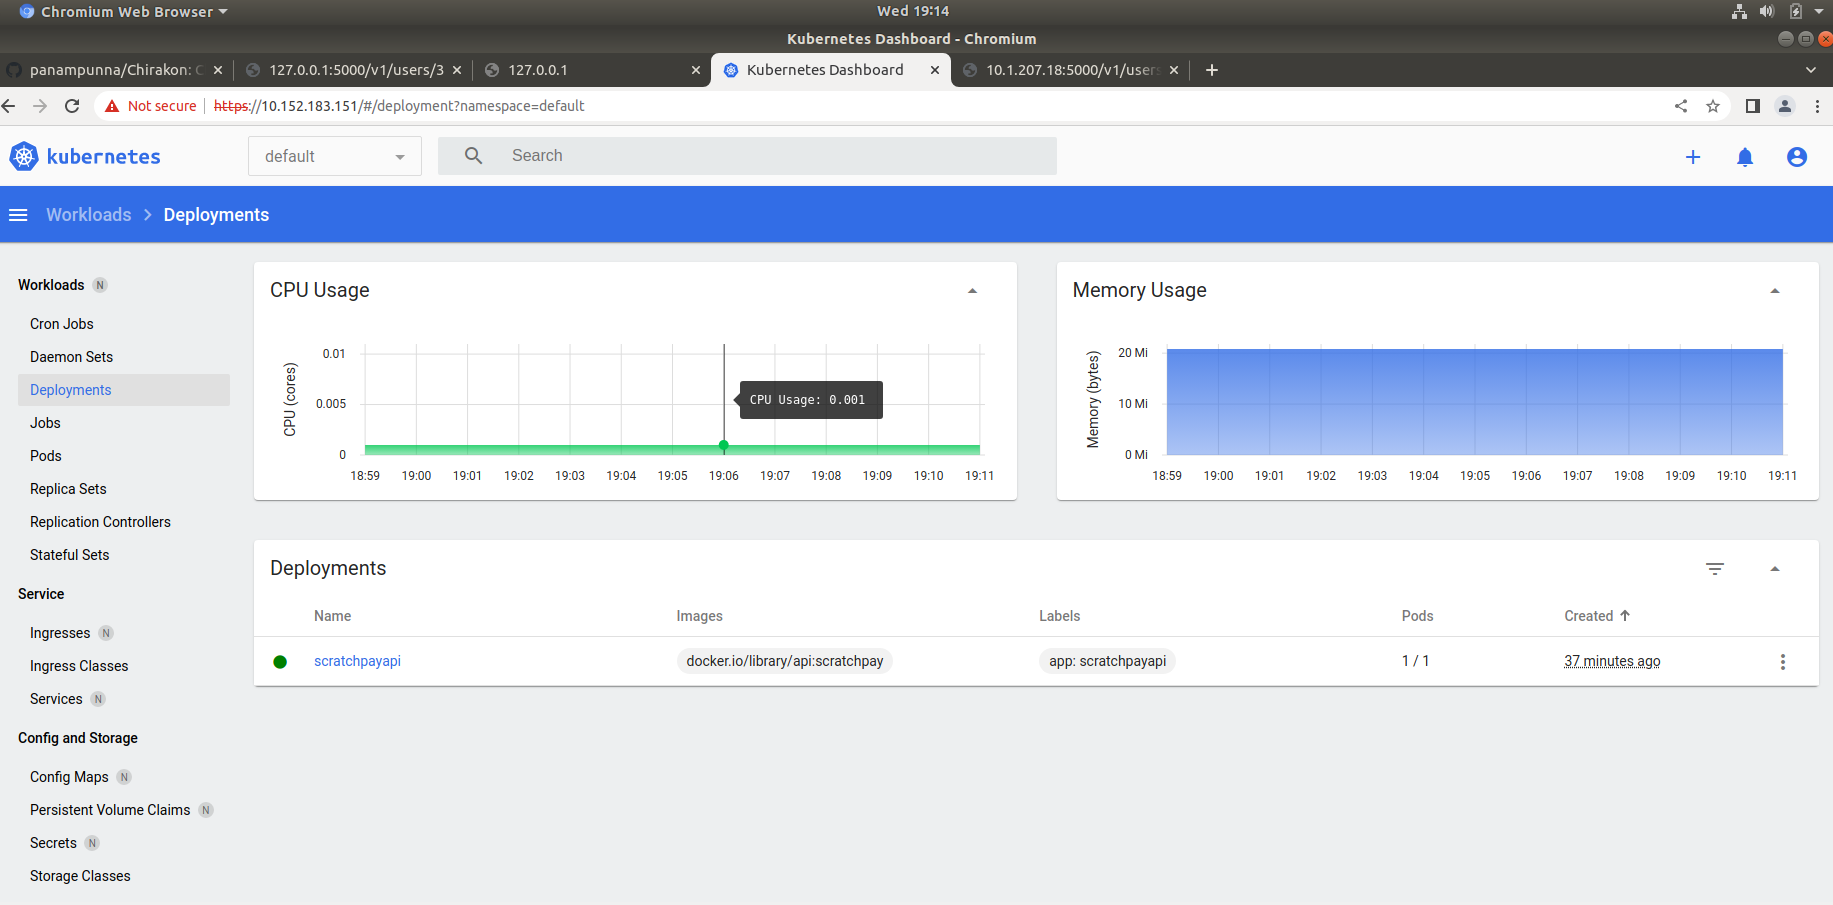 Chromium Web Browser
Wed 19:14
Kubernetes Dashboard - Chromium
panampunna/Chirakon: C
127.0.0.1:5000/v1/users/3
127.0.0.1
Kubernetes Dashboard
10.1.207.18:5000/v1/users
Not secure
https://10.152.183.151/#/deployment?namespace=default
kubernetes
default
Search
Workloads
Deployments
Workloads N
Cron Jobs
Daemon Sets
Deployments
Jobs
Pods
Replica Sets
Replication Controllers
Stateful Sets
Service
Ingresses N
Ingress Classes
Services N
Config and Storage
Config Maps N
Persistent Volume Claims N
Secrets N
Storage Classes
CPU Usage
CPU (cores)
0.01
0.005
0
CPU Usage: 0.001
18:59 19:00 19:01 19:02 19:03 19:04 19:05 19:06 19:07 19:08 19:09 19:10 19:11
Memory Usage
Memory (bytes)
20 Mi
10 Mi
0 Mi
18:59 19:00 19:01 19:02 19:03 19:04 19:05 19:06 19:07 19:08 19:09 19:10 19:11
Deployments
Name Images Labels Pods Created
scratchpayapi docker.io/library/api:scratchpay app: scratchpayapi 1 / 1 37 minutes ago